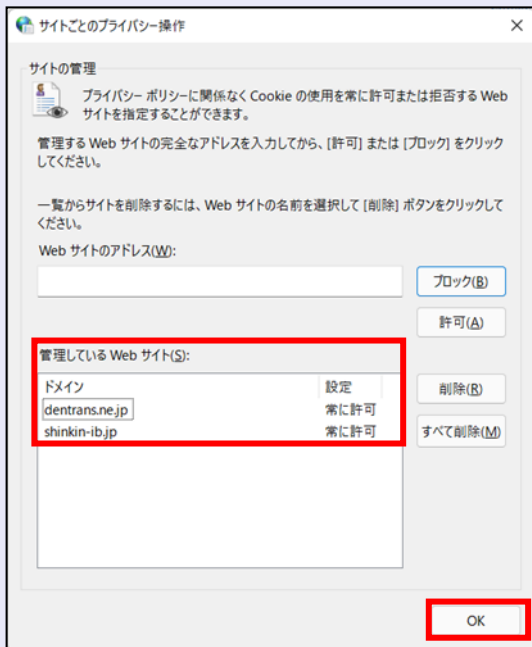 サイトごとのプライバシー操作
サイトの管理
プライバシー ポリシーに関係なく Cookie の使用を常に許可または拒否する Web
サイトを指定することができます。
管理する Web サイトの完全なアドレスを入力してから、[許可] または [ブロック] をクリック
してください。
一覧からサイトを削除するには、Web サイトの名前を選択して [削除] ボタンをクリックして
ください。
Web サイトのアドレス(W):
ブロック(B)
許可(A)
管理している Web サイト(S):
ドメイン 設定
dentrans.ne.jp 常に許可
shinkin-ib.jp 常に許可
削除(R)
すべて削除(M)
OK